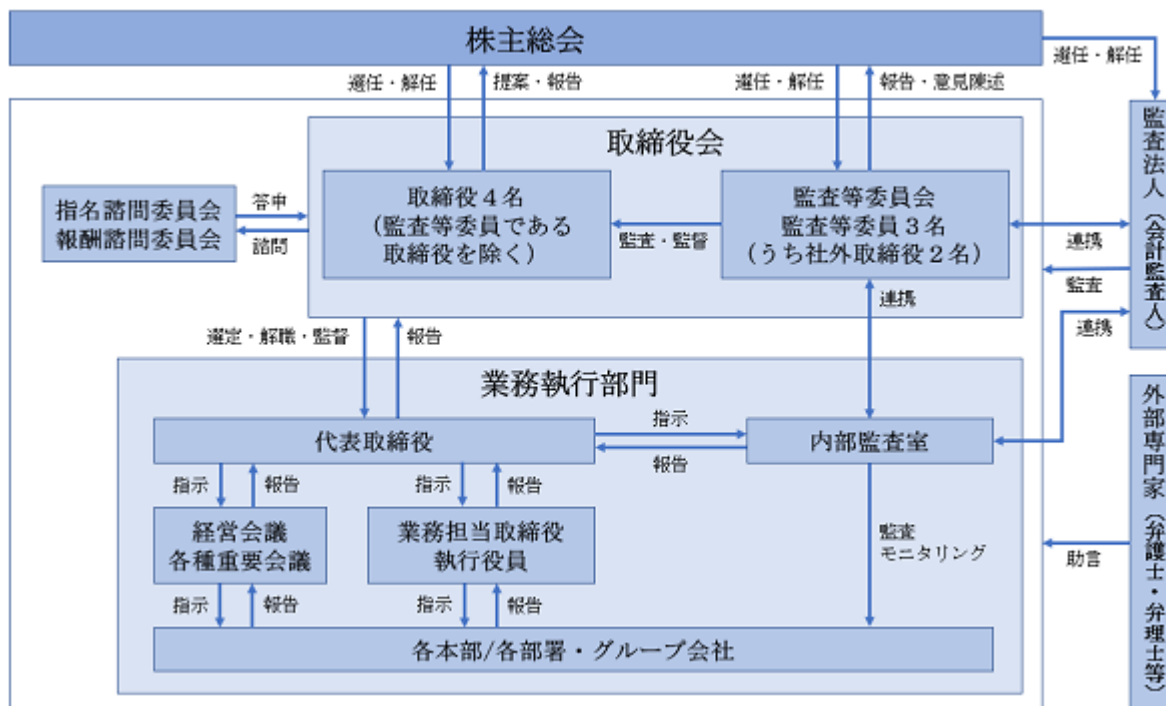 株主総会
選任・解任
提案・報告
選任・解任
報告・意見陳述
選任・解任
取締役会
指名諮問委員会
報酬諮問委員会
答申
諮問
取締役４名
（監査等委員である
取締役を除く）
監査・監督
監査等委員会
監査等委員３名
（うち社外取締役２名）
連携
監査
連携
監査法人（会計監査人）
選定・解職・監督
報告
連携
業務執行部門
代表取締役
指示
報告
内部監査室
指示
報告
指示
報告
経営会議
各種重要会議
業務担当取締役
執行役員
監査
モニタリング
指示
報告
指示
報告
各本部/各部署・グループ会社
助言
外部専門家（弁護士・弁理士等）